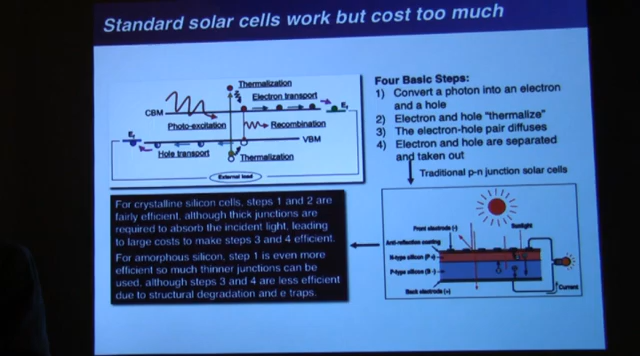 Standard solar cells work but cost too much
Thermalization
Electron transport
CBM
Ef
Photo-excitation
Recombination
Ef
VBM
Hole transport
Thermalization
External load
Four Basic Steps:
1) Convert a photon into an electron
and a hole
2) Electron and hole "thermalize"
3) The electron-hole pair diffuses
4) Electron and hole are separated
and taken out
Traditional p-n junction solar cells
For crystalline silicon cells, steps 1 and 2 are
fairly efficient, although thick junctions are
required to absorb the incident light, leading
to large costs to make steps 3 and 4 efficient.
For amorphous silicon, step 1 is even more
efficient so much thinner junctions can be
used, although steps 3 and 4 are less efficient
due to structural degradation and e traps.
Front electrode (-)
Sunlight
Anti-reflection coating
N-type silicon
P-type silicon
Back electrode (+)
Current